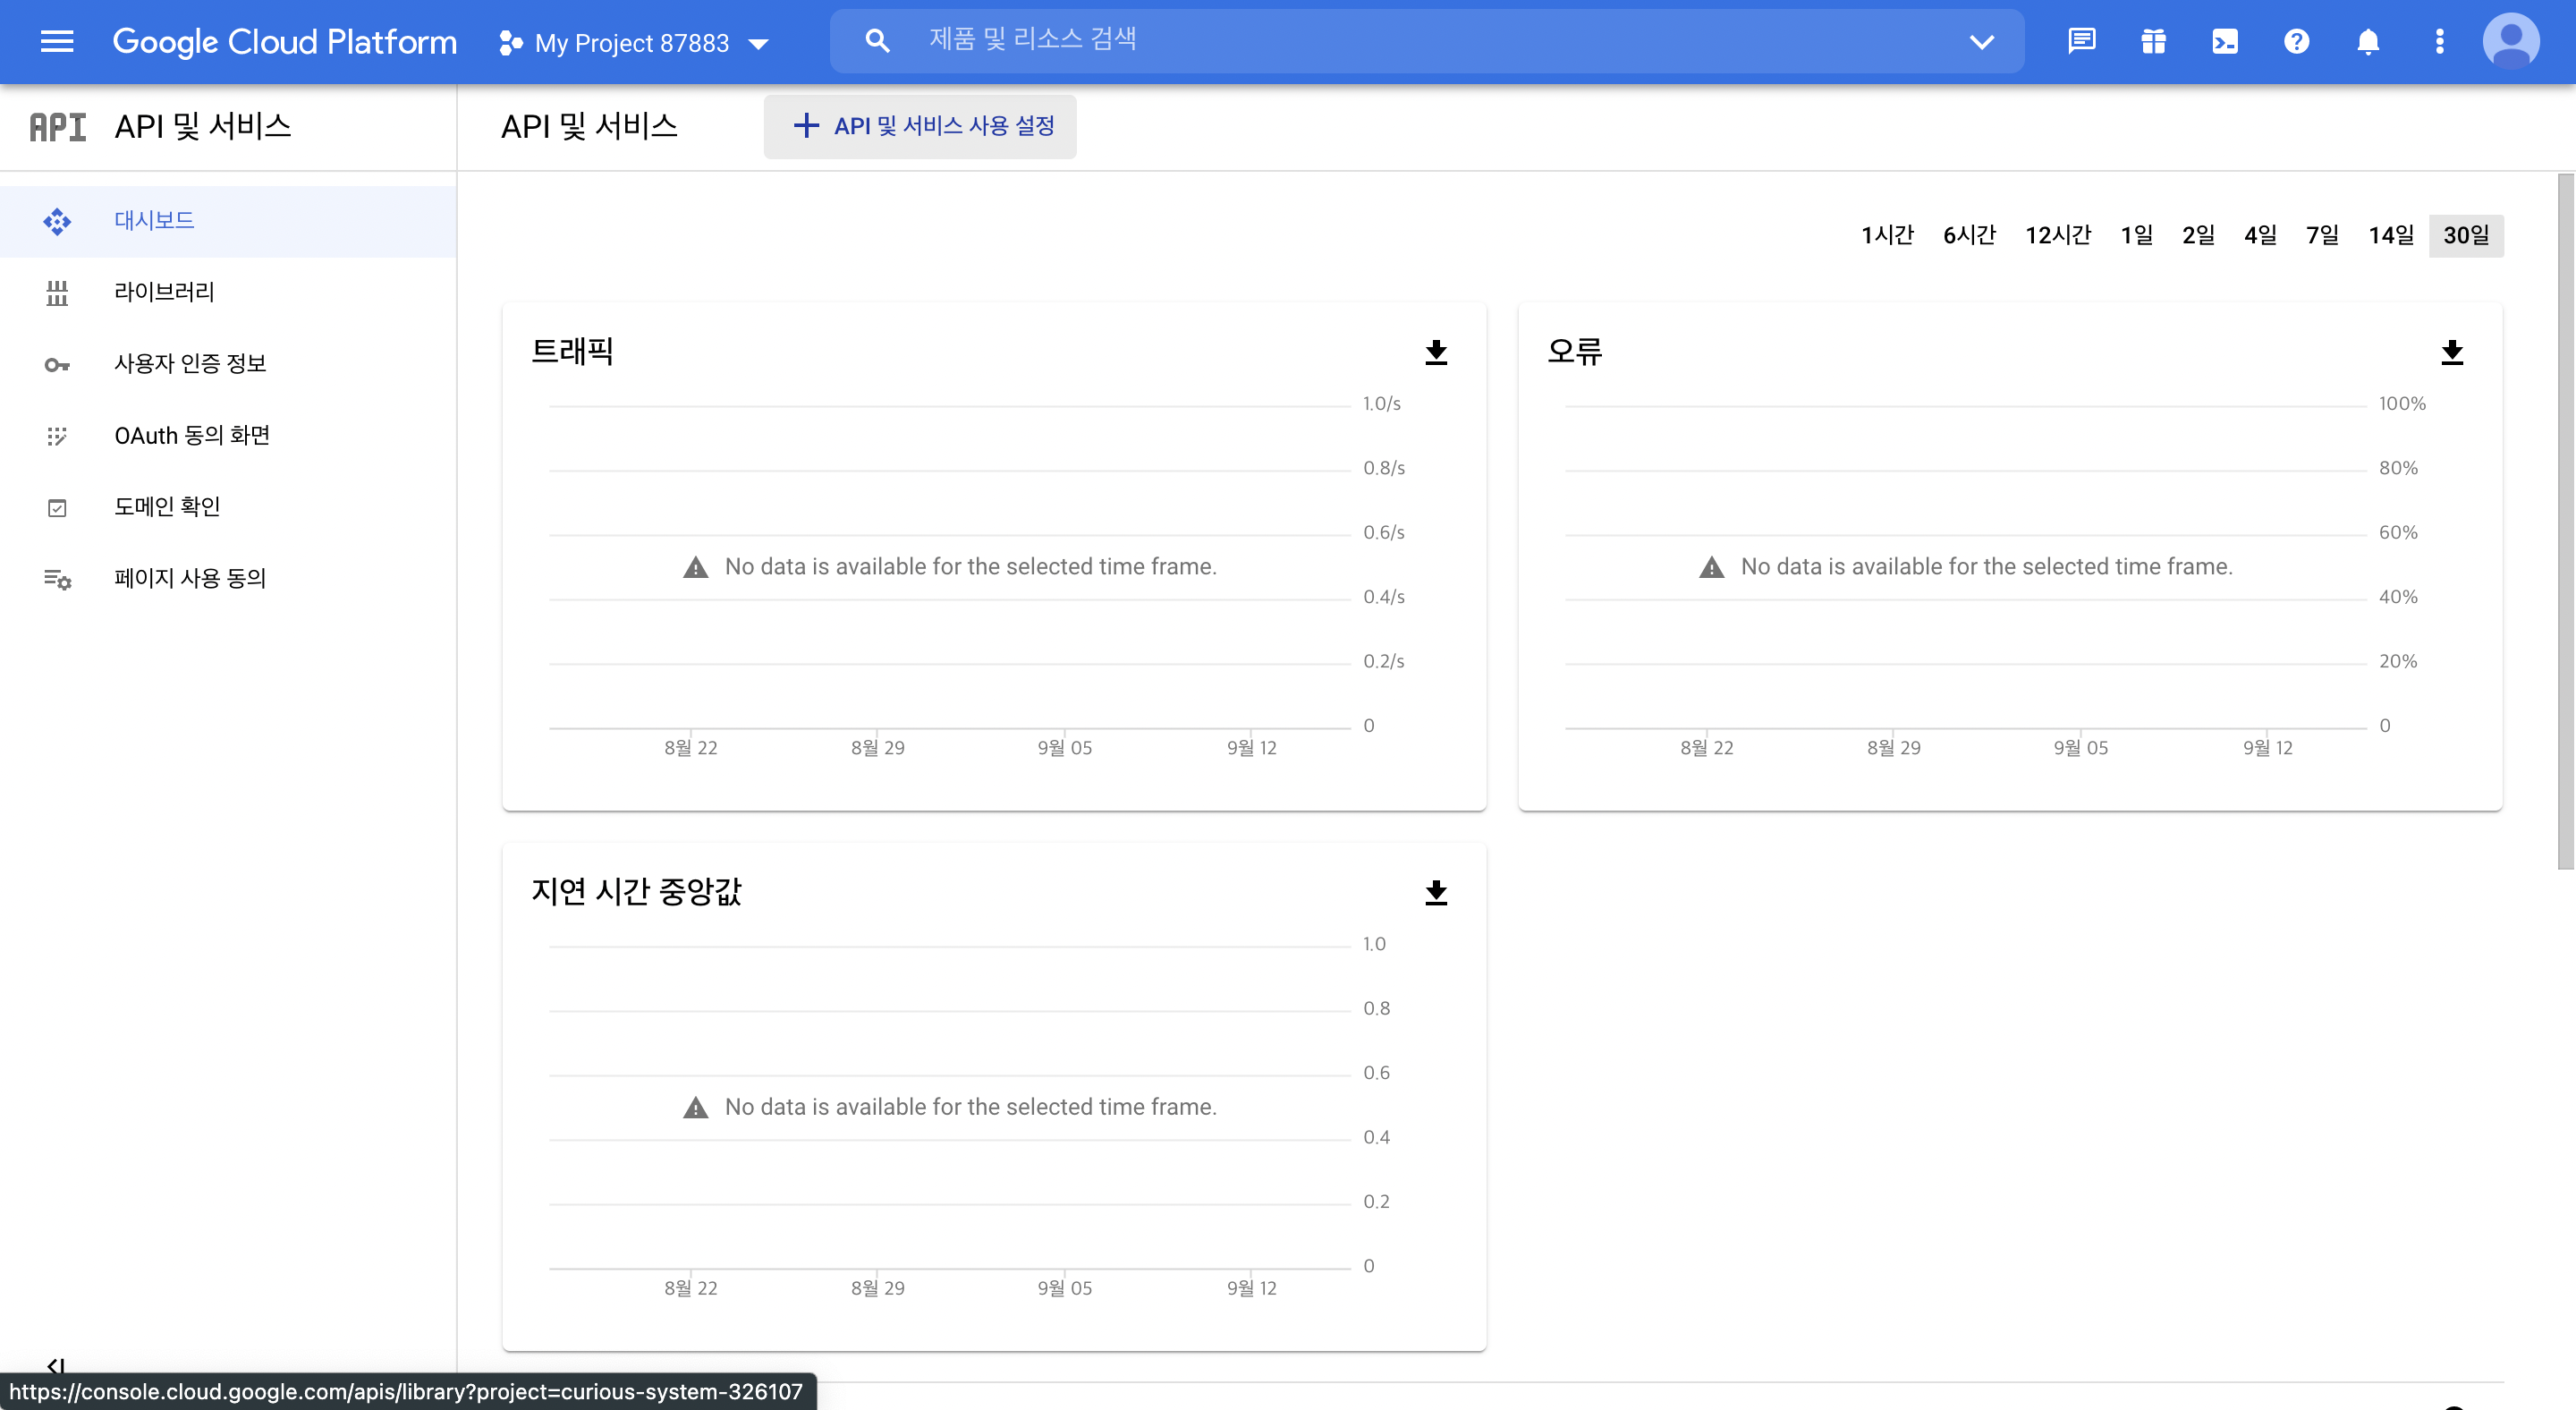 Google Cloud Platform
My Project 87883
제품 및 리소스 검색
API API 및 서비스
API 및 서비스
API 및 서비스 사용 설정
대시보드
라이브러리
사용자 인증 정보
OAuth 동의 화면
도메인 확인
페이지 사용 동의
1시간 6시간 12시간 1일 2일 4일 7일 14일 30일
트래픽
1.0/s
0.8/s
0.6/s
No data is available for the selected time frame.
0.4/s
0.2/s
0
8월 22 8월 29 9월 05 9월 12
오류
100%
80%
60%
No data is available for the selected time frame.
40%
20%
0
8월 22 8월 29 9월 05 9월 12
지연 시간 중앙값
1.0
0.8
0.6
No data is available for the selected time frame.
0.4
0.2
0
8월 22 8월 29 9월 05 9월 12
https://console.cloud.google.com/apis/library?project=curious-system-326107